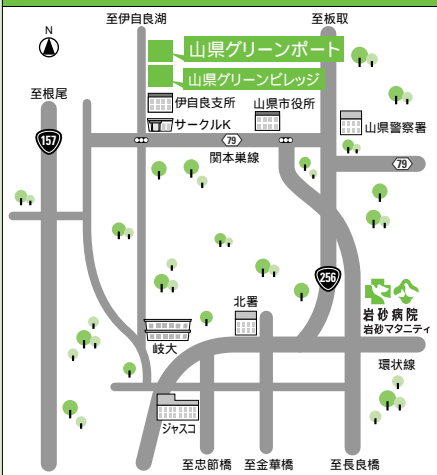 至伊自良湖
至板取
N
山県グリーンポート
山県グリーンビレッジ
至根尾
伊自良支所
山県市役所
サークルK
山県警察署
157
79
関本巣線
79
256
北署
岩砂病院
岩砂マタニティ
岐大
環状線
ジャスコ
至忠節橋
至金華橋
至長良橋